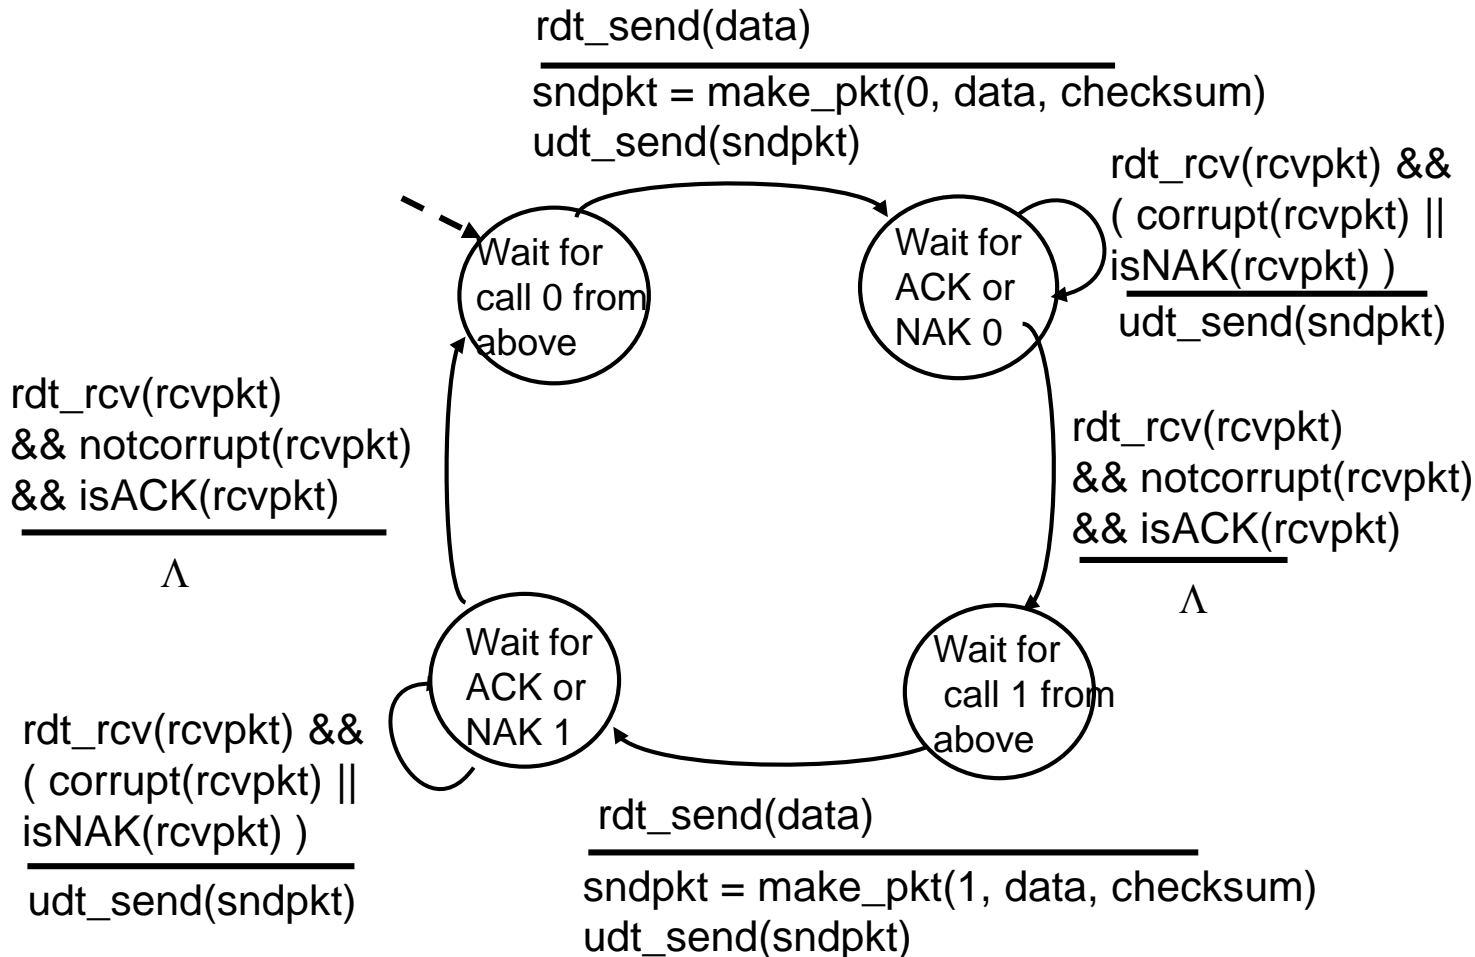 rdt_send(data)
sndpkt = make_pkt(0, data, checksum)
udt_send(sndpkt)
rdt_rcv(rcvpkt) &&
( corrupt(rcvpkt) ||
isNAK(rcvpkt) )
udt_send(sndpkt)
Wait for
call 0 from
above
Wait for
ACK or
NAK 0
rdt_rcv(rcvpkt)
&& notcorrupt(rcvpkt)
&& isACK(rcvpkt)
Λ
rdt_rcv(rcvpkt)
&& notcorrupt(rcvpkt)
&& isACK(rcvpkt)
Λ
Wait for
ACK or
NAK 1
Wait for
call 1 from
above
rdt_rcv(rcvpkt) &&
( corrupt(rcvpkt) ||
isNAK(rcvpkt) )
udt_send(sndpkt)
rdt_send(data)
sndpkt = make_pkt(1, data, checksum)
udt_send(sndpkt)